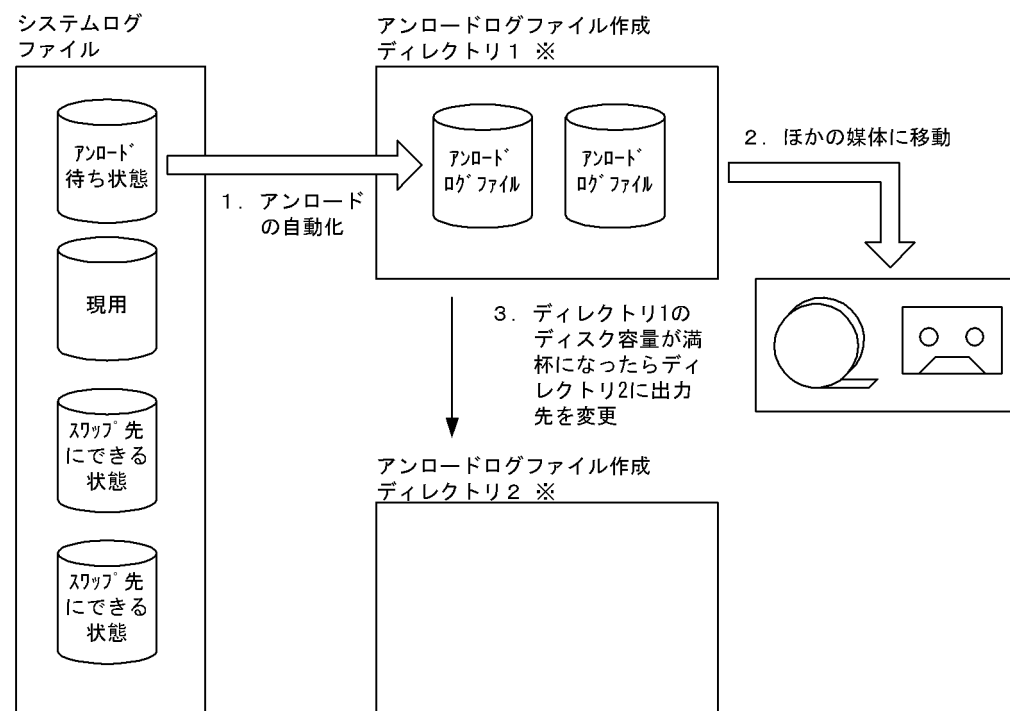 システムログ
ファイル
アンロード
待ち状態
現用
スワップ先
にできる
状態
スワップ先
にできる
状態
1. アンロード
の自動化
アンロードログファイル作成
ディレクトリ1 ※
アンロード
ログファイル
アンロード
ログファイル
2. ほかの媒体に移動
3. ディレクトリ1の
ディスク容量が満
杯になったらディ
レクトリ2に出力
先を変更
アンロードログファイル作成
ディレクトリ2 ※